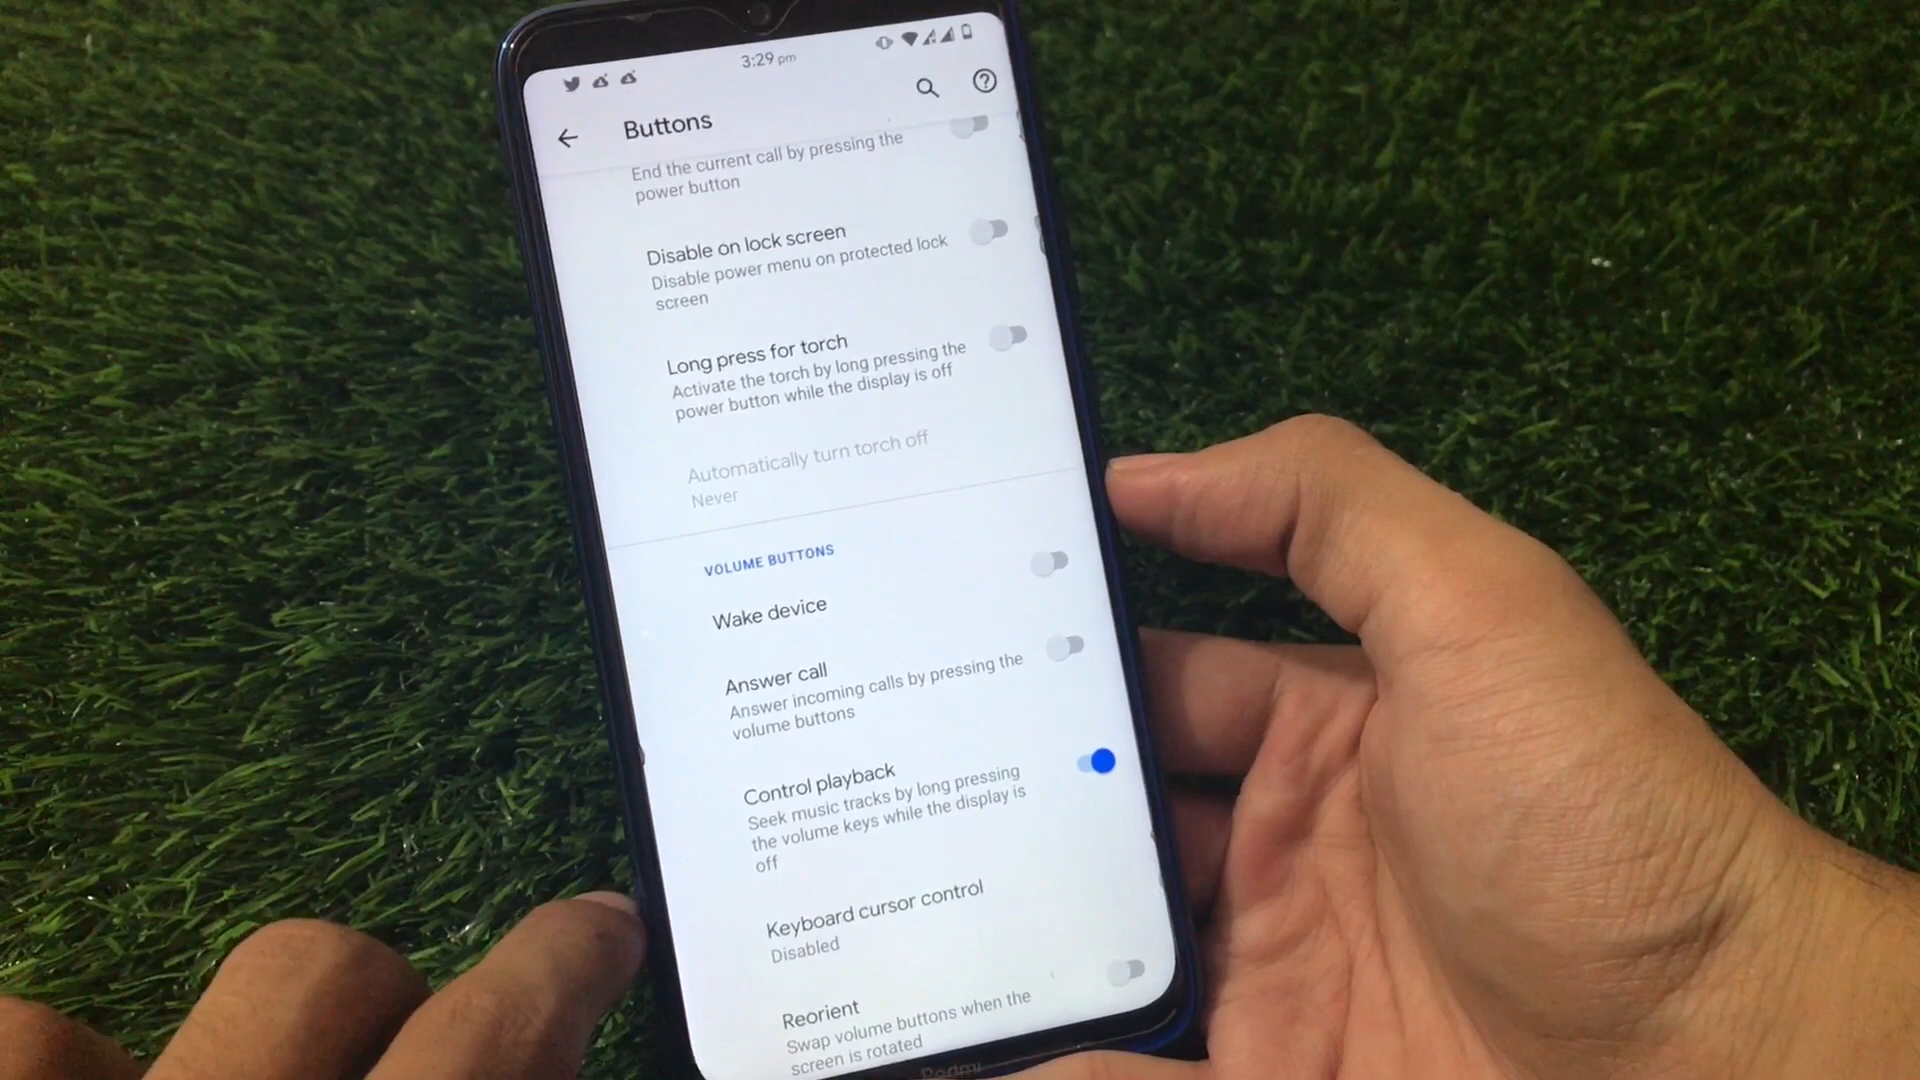 3:29 pm
Buttons
End the current call by pressing the
power button
Disable on lock screen
Disable power menu on protected lock
screen
Long press for torch
Activate the torch by long pressing the
power button while the display is off
Automatically turn torch off
Never
VOLUME BUTTONS
Wake device
Answer call
Answer incoming calls by pressing the
volume buttons
Control playback
Seek music tracks by long pressing
the volume keys while the display is
off
Keyboard cursor control
Disabled
Reorient
Swap volume buttons when the
screen is rotated
Redmi